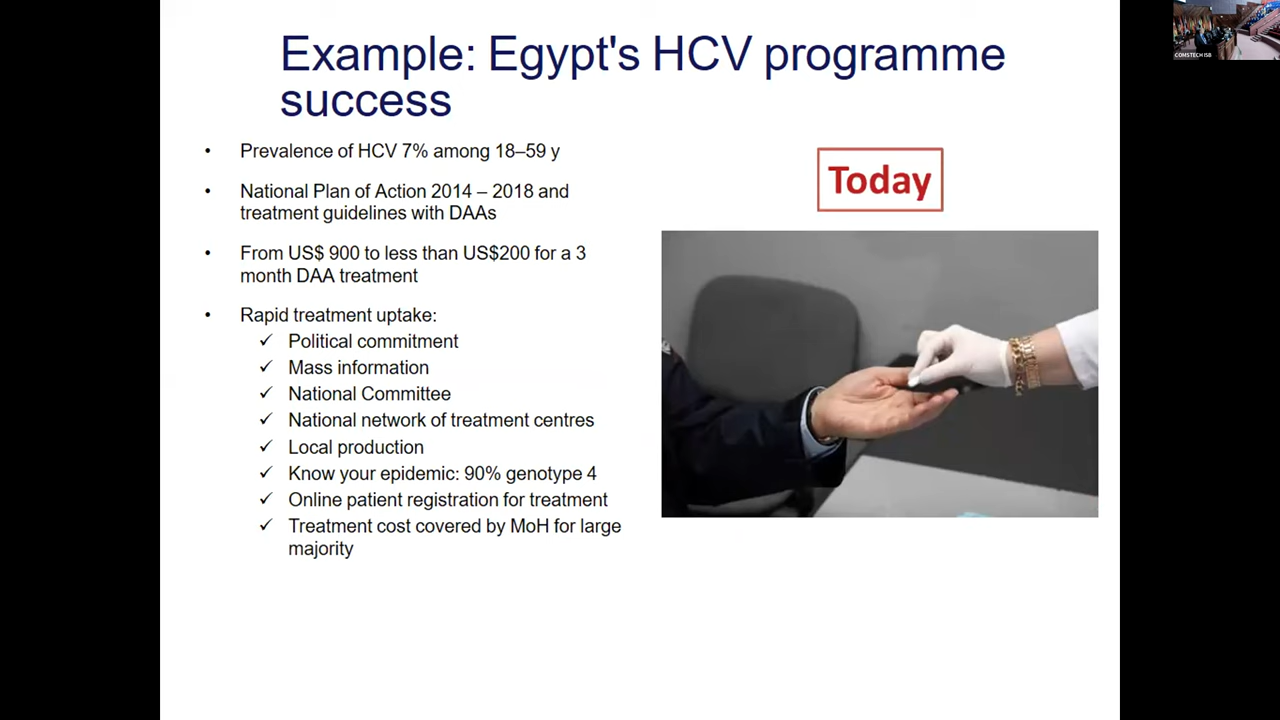 Example: Egypt's HCV programme
success
• Prevalence of HCV 7% among 18–59 y
• National Plan of Action 2014 – 2018 and
treatment guidelines with DAAs
• From US$ 900 to less than US$200 for a 3
month DAA treatment
• Rapid treatment uptake:
✓ Political commitment
✓ Mass information
✓ National Committee
✓ National network of treatment centres
✓ Local production
✓ Know your epidemic: 90% genotype 4
✓ Online patient registration for treatment
✓ Treatment cost covered by MoH for large
majority
Today
COMSTECH ISB